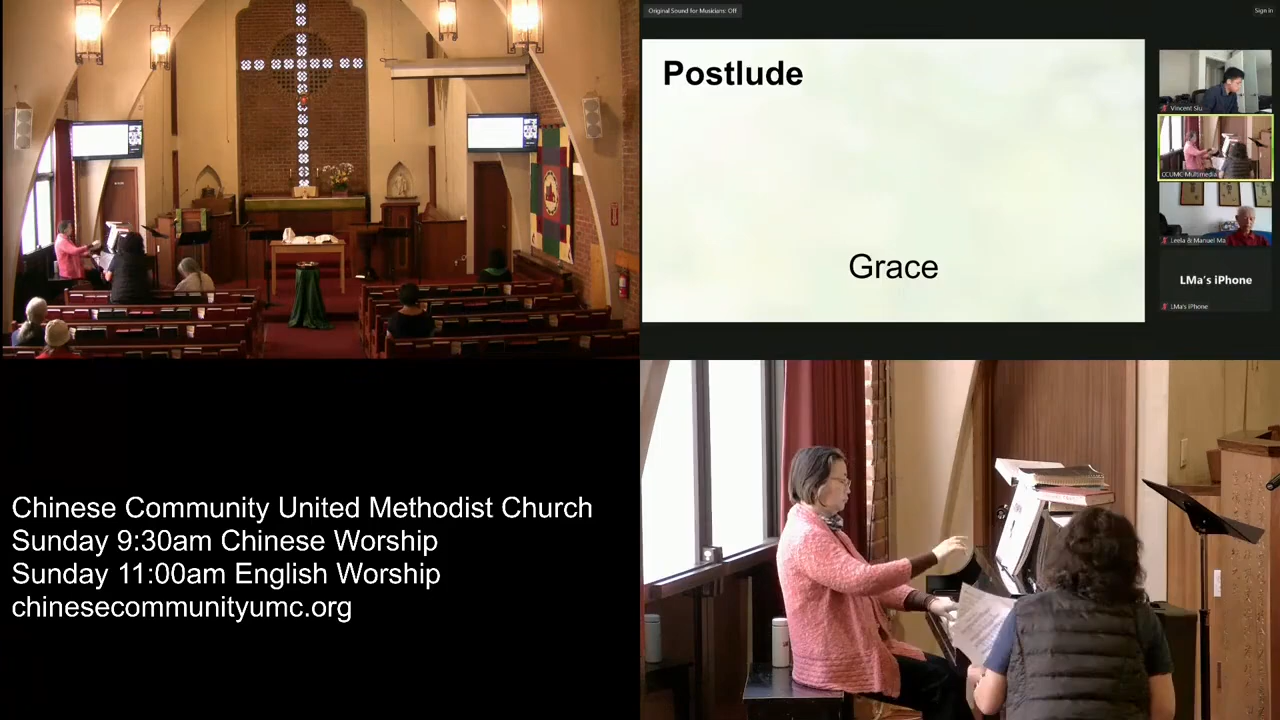 Original Sound for Musicians: Off
Sign in
Postlude
Grace
Vincent Siu
CCUMC Multimedia
Leela & Manuel Ma
LMa's iPhone
LMa's iPhone
Chinese Community United Methodist Church
Sunday 9:30am Chinese Worship
Sunday 11:00am English Worship
chinesecommunityumc.org